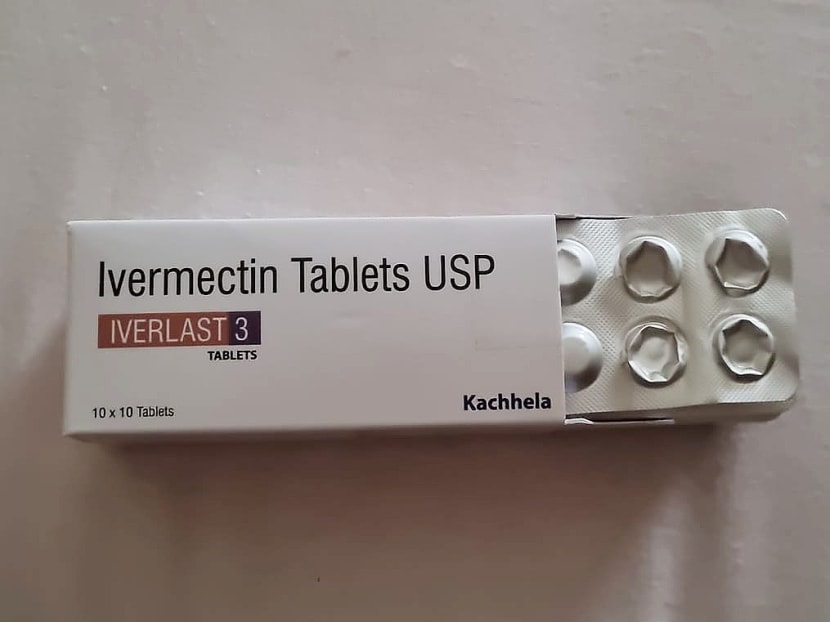 Ivermectin Tablets USP
IVERLAST 3
TABLETS
10 x 10 Tablets
Kachhela